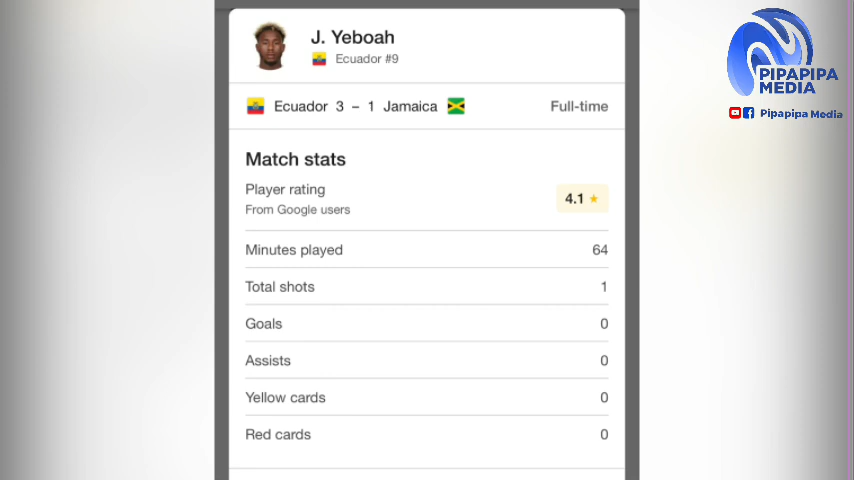 J. Yeboah
Ecuador #9
Ecuador 3 – 1 Jamaica Full-time
Match stats
Player rating
From Google users
4.1
Minutes played 64
Total shots 1
Goals 0
Assists 0
Yellow cards 0
Red cards 0
PIPAPIPA
MEDIA
Pipapipa Media